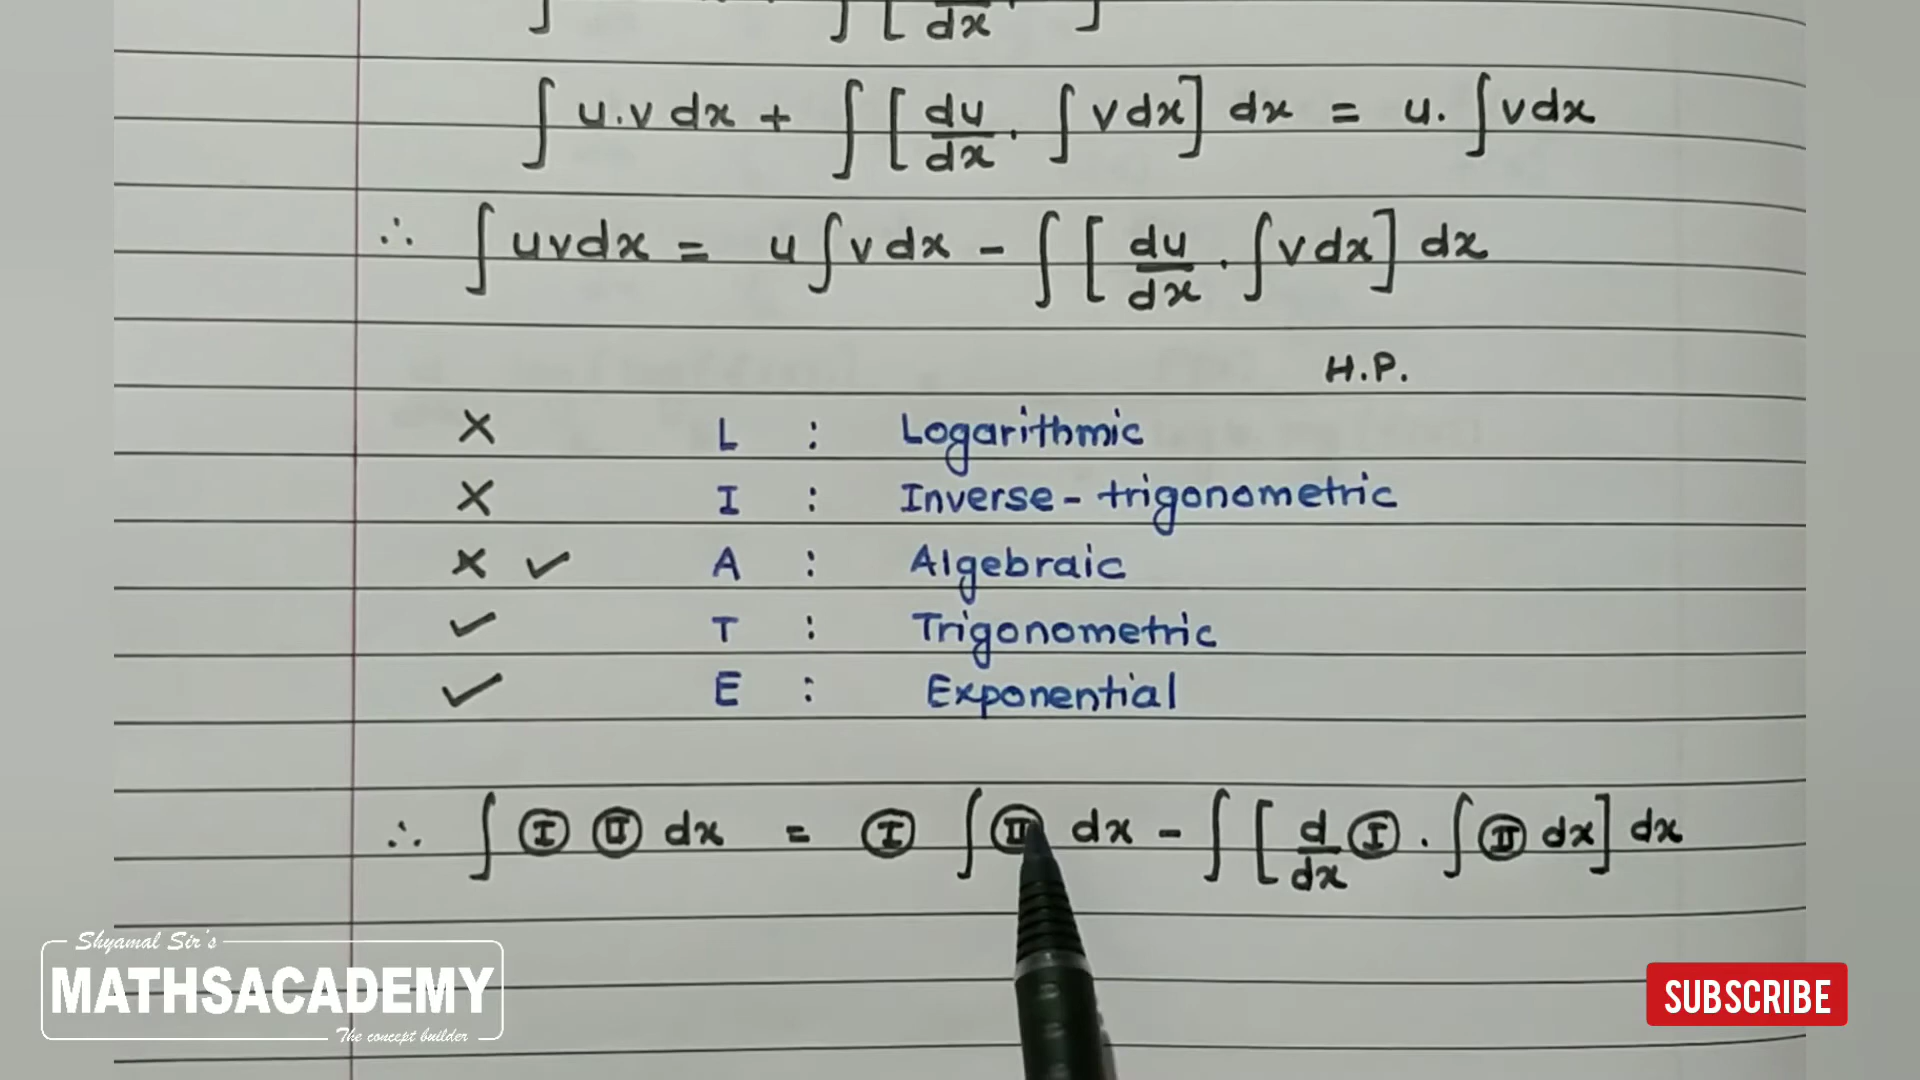 ∫ [ dx ]
∫ u.v dx + ∫ [ du/dx . ∫ v dx ] dx = u. ∫ v dx
∴ ∫ uvdx = u ∫ v dx - ∫ [ du/dx . ∫ v dx ] dx
H.P.
× L : Logarithmic
× I : Inverse - trigonometric
× ✓ A : Algebraic
✓ T : Trigonometric
✓ E : Exponential
∴ ∫ Ⓘ Ⅱ dx = Ⓘ ∫ Ⅱ dx - ∫ [ d/dx Ⓘ . ∫ Ⅱ dx ] dx
Shyamal Sir's
MATHSACADEMY
The concept builder
SUBSCRIBE